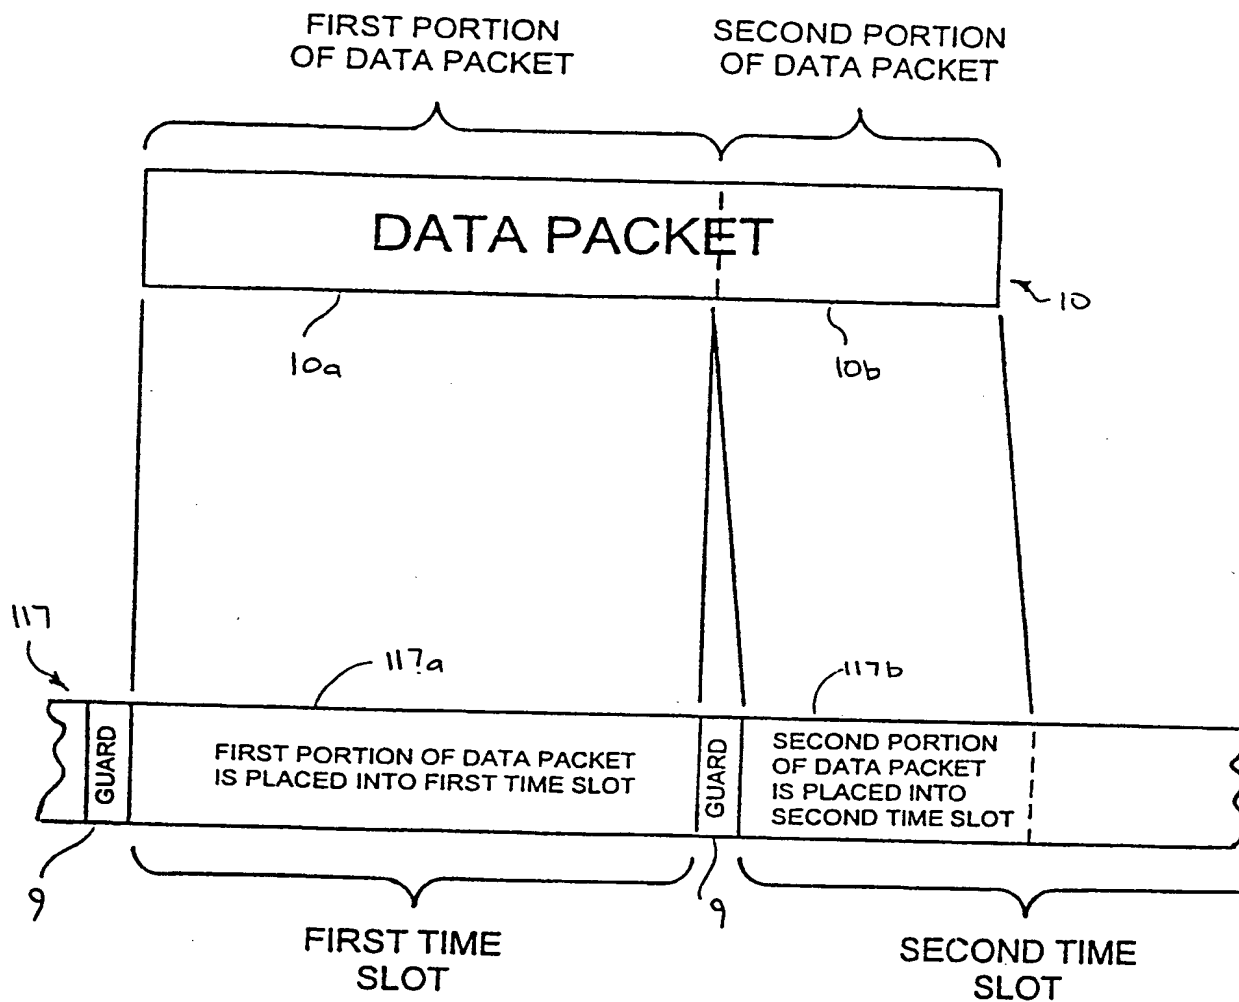 FIRST PORTION
OF DATA PACKET
SECOND PORTION
OF DATA PACKET
DATA PACKET
10
10a
10b
117
117a
117b
GUARD
FIRST PORTION OF DATA PACKET
IS PLACED INTO FIRST TIME SLOT
GUARD
SECOND PORTION
OF DATA PACKET
IS PLACED INTO
SECOND TIME SLOT
9
9
FIRST TIME
SLOT
SECOND TIME
SLOT